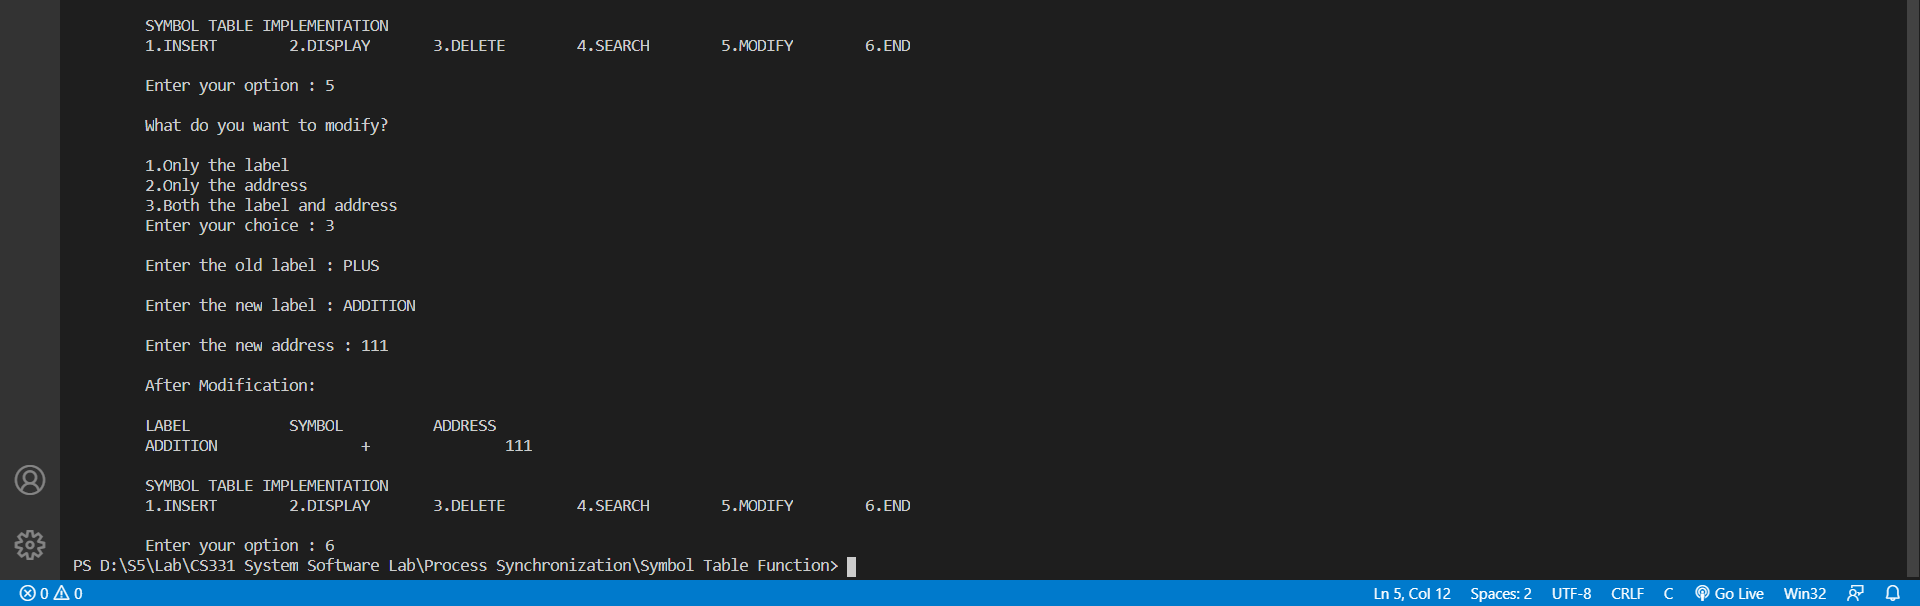 SYMBOL TABLE IMPLEMENTATION
1.INSERT 2.DISPLAY 3.DELETE 4.SEARCH 5.MODIFY 6.END
Enter your option : 5
What do you want to modify?
1.Only the label
2.Only the address
3.Both the label and address
Enter your choice : 3
Enter the old label : PLUS
Enter the new label : ADDITION
Enter the new address : 111
After Modification:
LABEL SYMBOL ADDRESS
ADDITION + 111
SYMBOL TABLE IMPLEMENTATION
1.INSERT 2.DISPLAY 3.DELETE 4.SEARCH 5.MODIFY 6.END
Enter your option : 6
PS D:\S5\Lab\CS331 System Software Lab\Process Synchronization\Symbol Table Function>
0 0 Ln 5, Col 12 Spaces: 2 UTF-8 CRLF C Go Live Win32